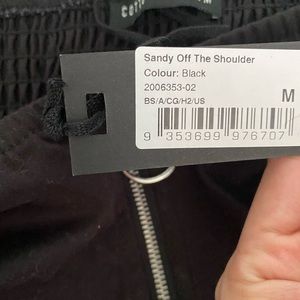 Sandy Off The Shoulder
Colour: Black
2006353-02
BS/A/CG/H2/US
M
9 353699 976707